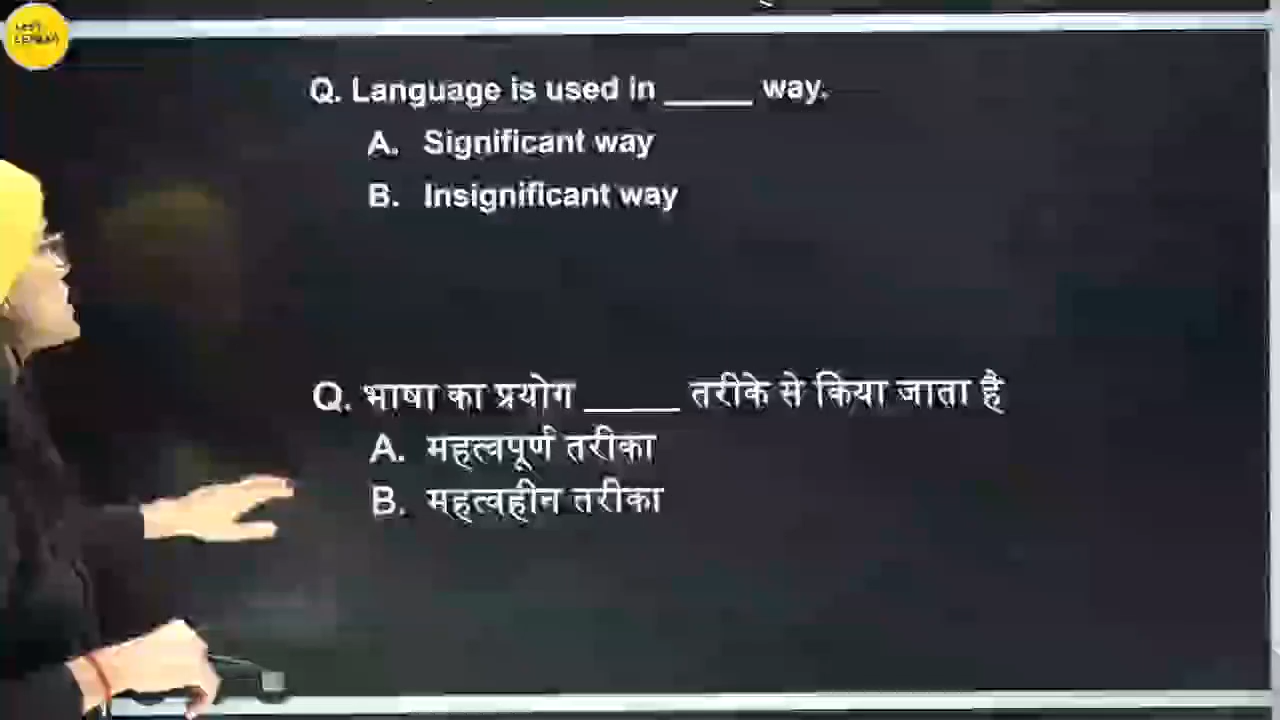 Q. Language is used in _____ way.
A. Significant way
B. Insignificant way
Q. भाषा का प्रयोग _____ तरीके से किया जाता है
A. महत्वपूर्ण तरीका
B. महत्वहीन तरीका